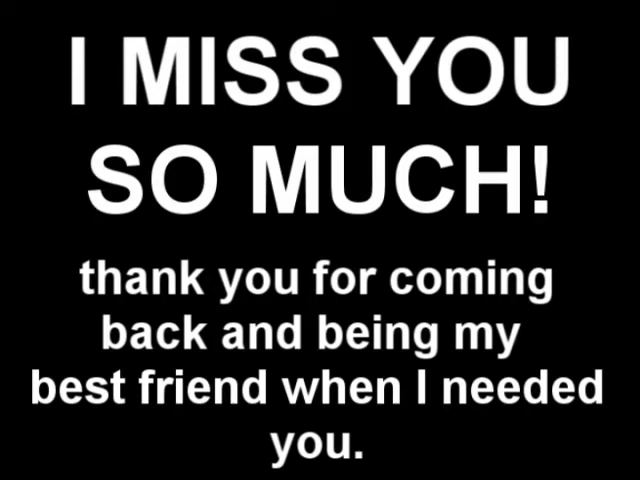 I MISS YOU
SO MUCH!
thank you for coming
back and being my
best friend when I needed
you.